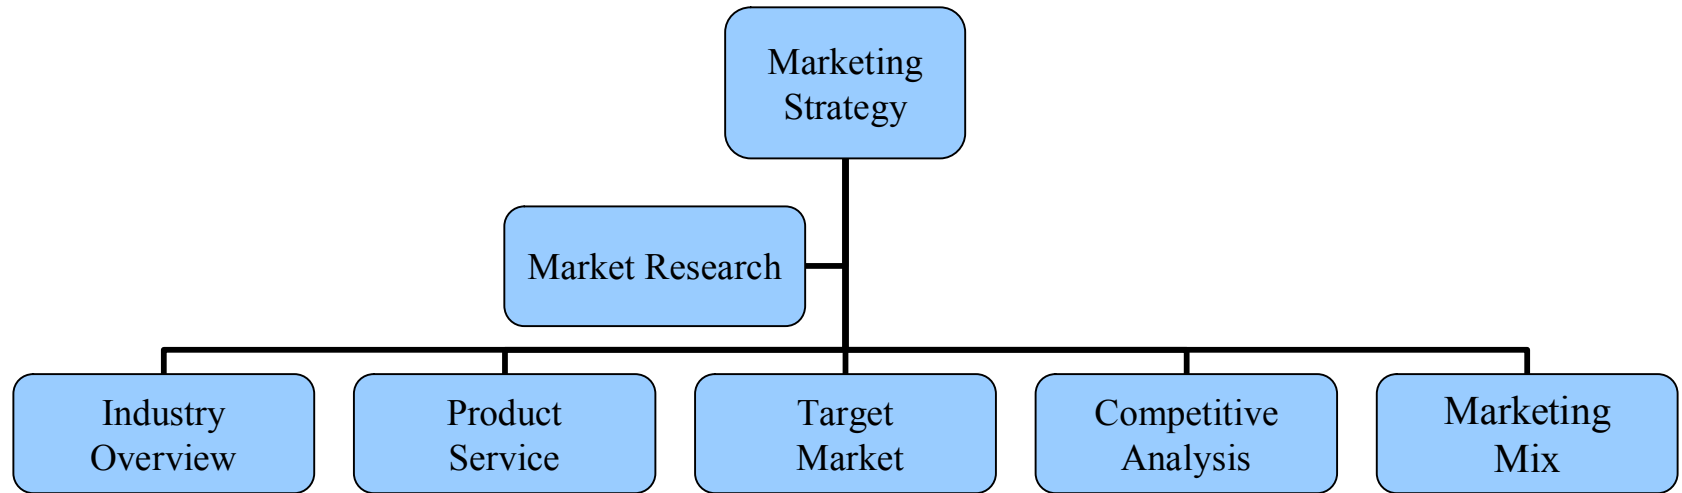 Marketing
Strategy
Market Research
Industry
Overview
Product
Service
Target
Market
Competitive
Analysis
Marketing
Mix